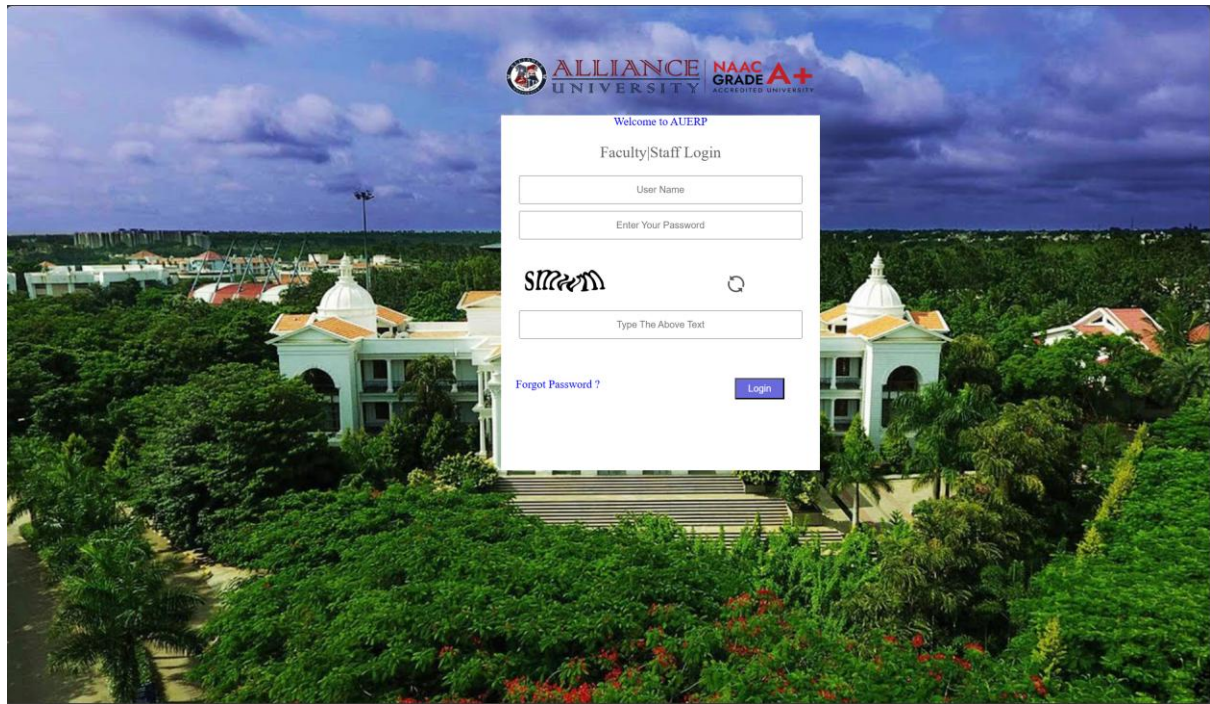 ALLIANCE
UNIVERSITY
NAAC
GRADE A+
ACCREDITED UNIVERSITY
Welcome to AUERP
Faculty|Staff Login
User Name
Enter Your Password
Type The Above Text
Forgot Password ?
Login